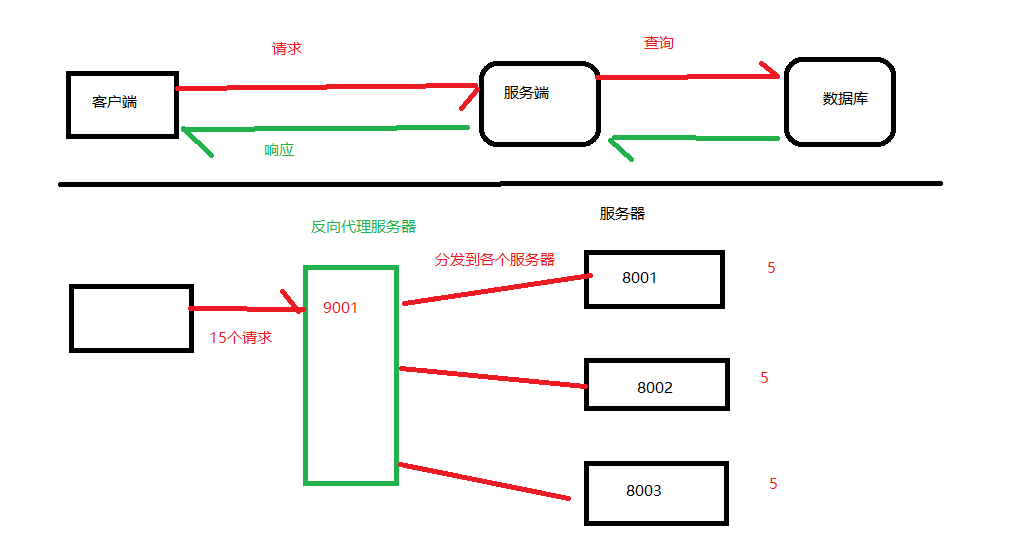 请求
查询
客户端
服务端
数据库
响应
服务器
反向代理服务器
分发到各个服务器
8001
5
9001
15个请求
8002
5
8003
5